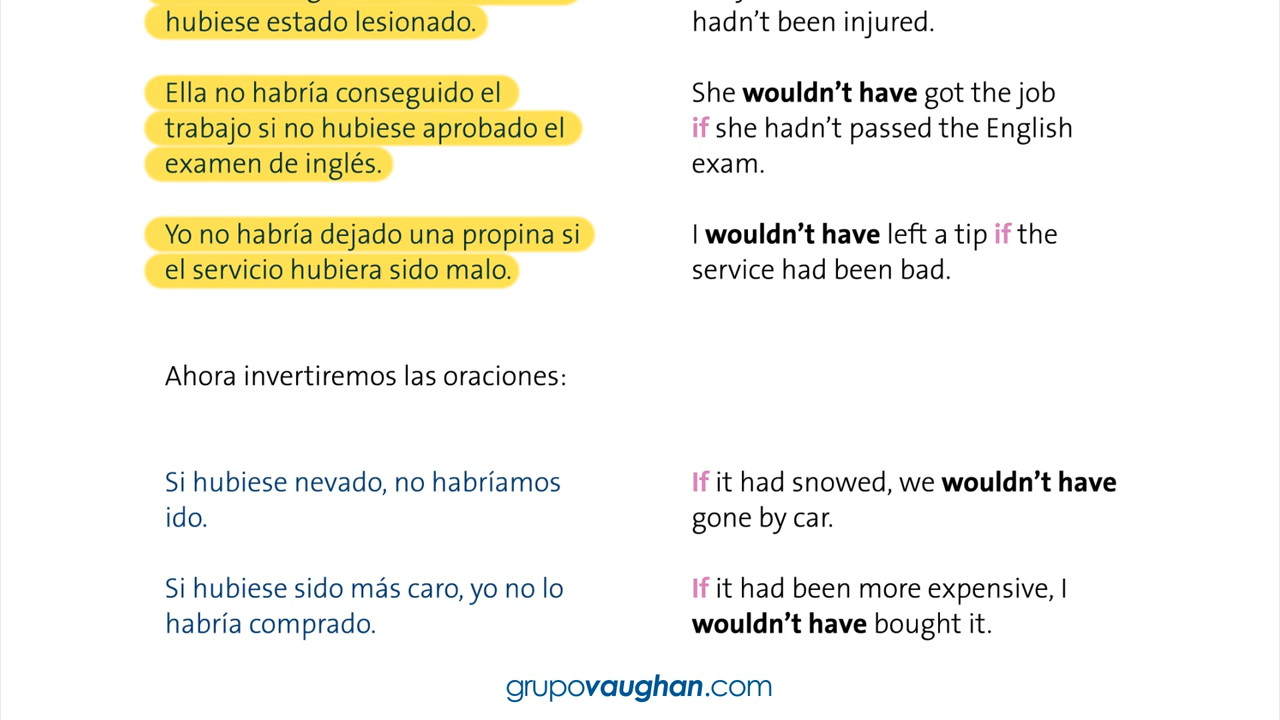 hubiese estado lesionado.
hadn't been injured.
Ella no habría conseguido el
trabajo si no hubiese aprobado el
examen de inglés.
She wouldn't have got the job
if she hadn't passed the English
exam.
Yo no habría dejado una propina si
el servicio hubiera sido malo.
I wouldn't have left a tip if the
service had been bad.
Ahora invertiremos las oraciones:
Si hubiese nevado, no habríamos
ido.
If it had snowed, we wouldn't have
gone by car.
Si hubiese sido más caro, yo no lo
habría comprado.
If it had been more expensive, I
wouldn't have bought it.
grupovaughan.com